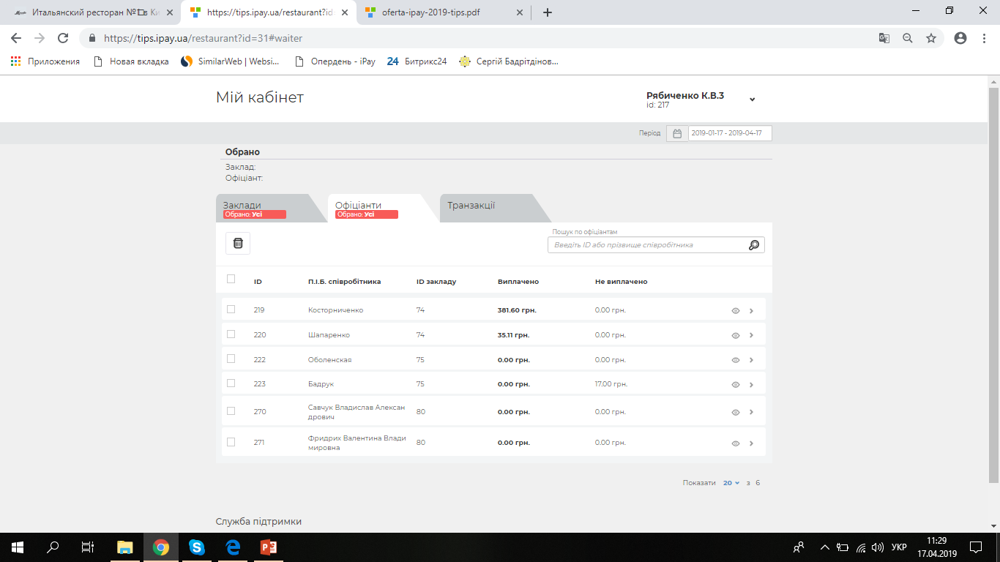 Итальянский ресторан №1 в Ки
https://tips.ipay.ua/restaurant?id=
oferta-ipay-2019-tips.pdf
https://tips.ipay.ua/restaurant?id=31#waiter
Приложения
Новая вкладка
SimilarWeb | Websi...
Опердень - iPay
24 Битрикс24
Сергій Бадрітдінов...
Мій кабінет
Рябиченко К.В.3
id: 217
Період
2019-01-17 - 2019-04-17
Обрано
Заклад:
Офіціант:
Заклади
Обрано: Усі
Офіціанти
Обрано: Усі
Транзакції
Пошук по офіціантам
Введіть ID або прізвище співробітника
ID П.І.Б. співробітника ID закладу Виплачено Не виплачено
219 Косторниченко 74 381.60 грн. 0.00 грн.
220 Шапаренко 74 35.11 грн. 0.00 грн.
222 Оболенская 75 0.00 грн. 0.00 грн.
223 Бадрук 75 0.00 грн. 17.00 грн.
270 Савчук Владислав Алексан 80 0.00 грн. 0.00 грн.
дрович
271 Фридрих Валентина Влади 80 0.00 грн. 0.00 грн.
мировна
Показати 20 з 6
Служба підтримки
УКР
11:29
17.04.2019